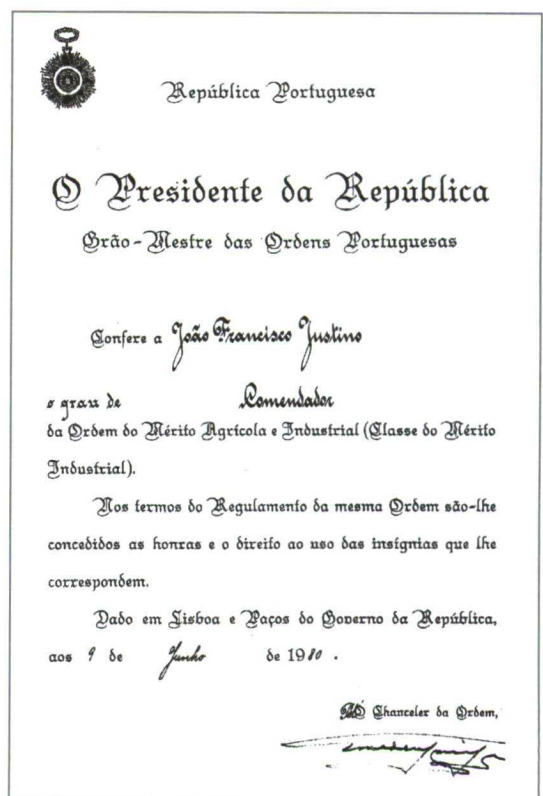 República Portuguesa
O Presidente da República
Grão-Mestre das Ordens Portuguesas
Confere a João Francisco Justino
o grau de Comendador
da Ordem do Mérito Agrícola e Industrial (Classe do Mérito
Industrial).
Nos termos do Regulamento da mesma Ordem são-lhe
concedidos as honras e o direito ao uso das insígnias que lhe
correspondem.
Dado em Lisboa e Paços do Governo da República,
aos 9 de Junho de 1980.
O Chanceler da Ordem,